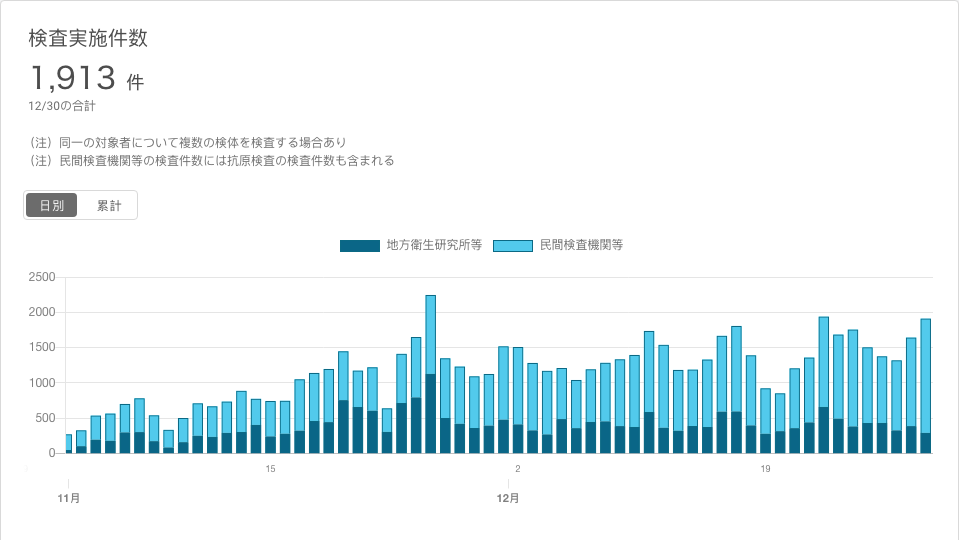 検査実施件数
1,913 件
12/30の合計
（注）同一の対象者について複数の検体を検査する場合あり
（注）民間検査機関等の検査件数には抗原検査の検査件数も含まれる
日別 累計
地方衛生研究所等 民間検査機関等
2500
2000
1500
1000
500
0
15 2 19
11月 12月